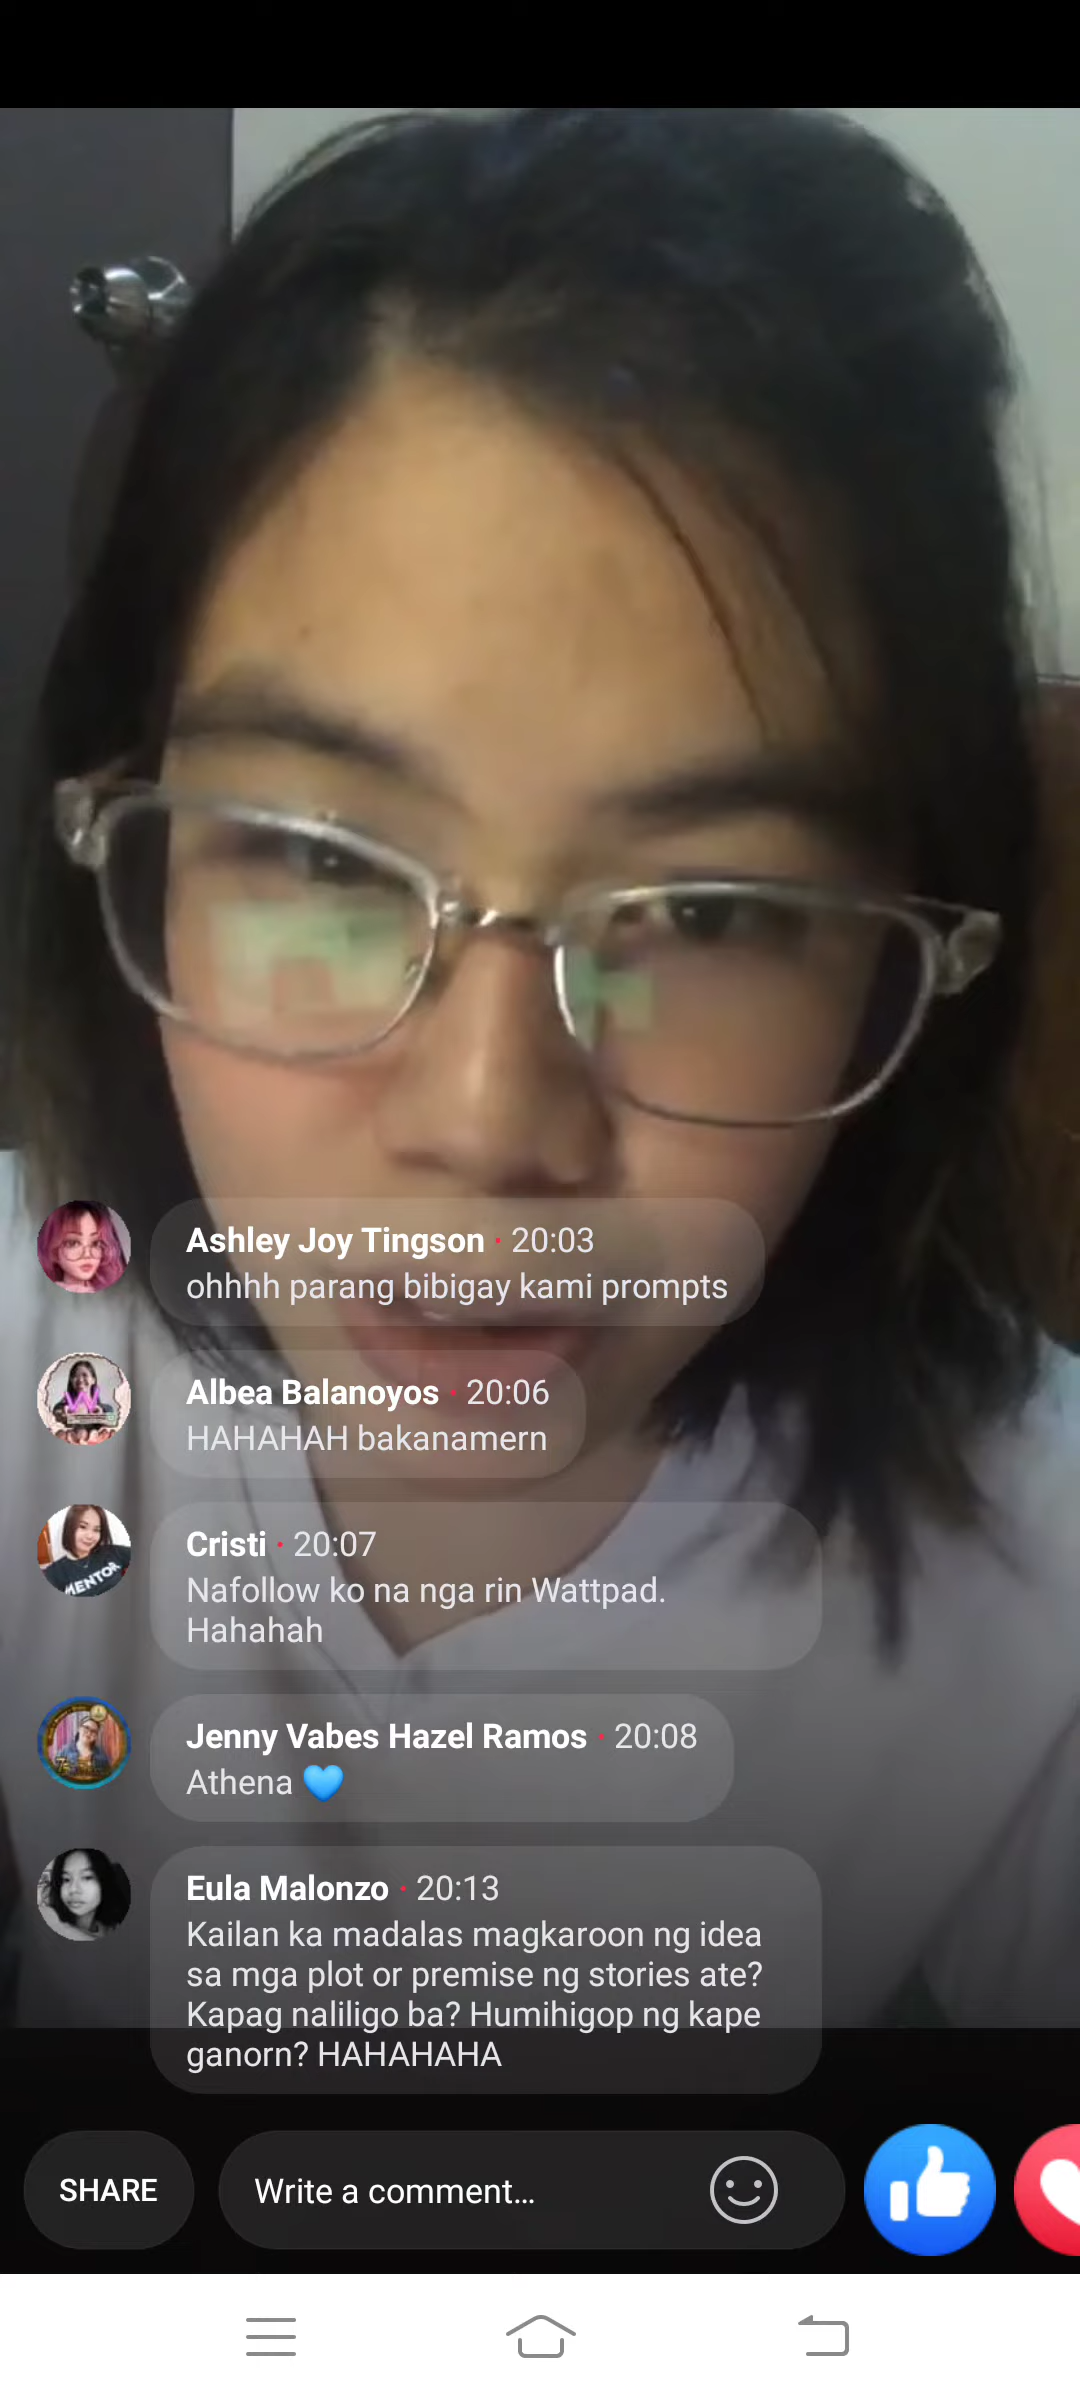 Ashley Joy Tingson · 20:03
ohhhh parang bibigay kami prompts
Albea Balanoyos · 20:06
HAHAHAH bakanamern
Cristi · 20:07
Nafollow ko na nga rin Wattpad.
Hahahah
Jenny Vabes Hazel Ramos · 20:08
Athena 💙
Eula Malonzo · 20:13
Kailan ka madalas magkaroon ng idea
sa mga plot or premise ng stories ate?
Kapag naliligo ba? Humihigop ng kape
ganorn? HAHAHAHA
SHARE
Write a comment...
MENTOR